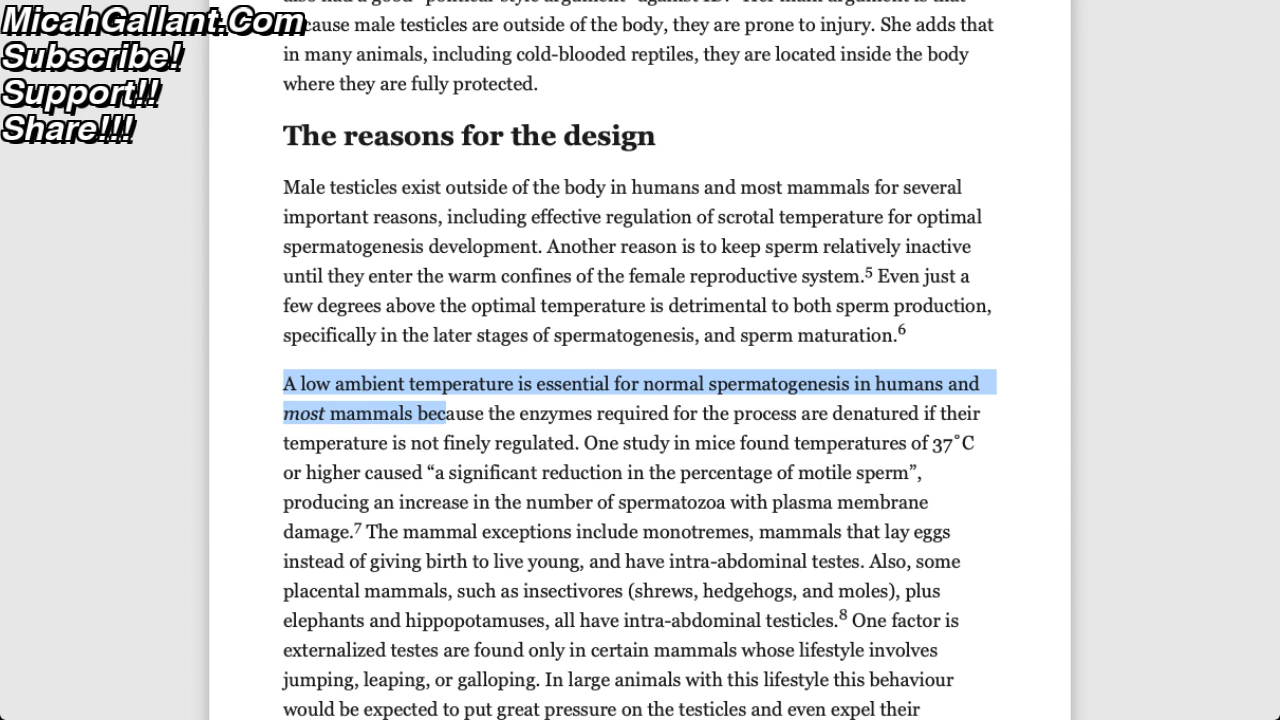 MicahGallant.Com
Subscribe!
Support!!
Share!!!
because male testicles are outside of the body, they are prone to injury. She adds that
in many animals, including cold-blooded reptiles, they are located inside the body
where they are fully protected.
The reasons for the design
Male testicles exist outside of the body in humans and most mammals for several
important reasons, including effective regulation of scrotal temperature for optimal
spermatogenesis development. Another reason is to keep sperm relatively inactive
until they enter the warm confines of the female reproductive system.5 Even just a
few degrees above the optimal temperature is detrimental to both sperm production,
specifically in the later stages of spermatogenesis, and sperm maturation.6
A low ambient temperature is essential for normal spermatogenesis in humans and
most mammals because the enzymes required for the process are denatured if their
temperature is not finely regulated. One study in mice found temperatures of 37˚C
or higher caused “a significant reduction in the percentage of motile sperm”,
producing an increase in the number of spermatozoa with plasma membrane
damage.7 The mammal exceptions include monotremes, mammals that lay eggs
instead of giving birth to live young, and have intra-abdominal testes. Also, some
placental mammals, such as insectivores (shrews, hedgehogs, and moles), plus
elephants and hippopotamuses, all have intra-abdominal testicles.8 One factor is
externalized testes are found only in certain mammals whose lifestyle involves
jumping, leaping, or galloping. In large animals with this lifestyle this behaviour
would be expected to put great pressure on the testicles and even expel their